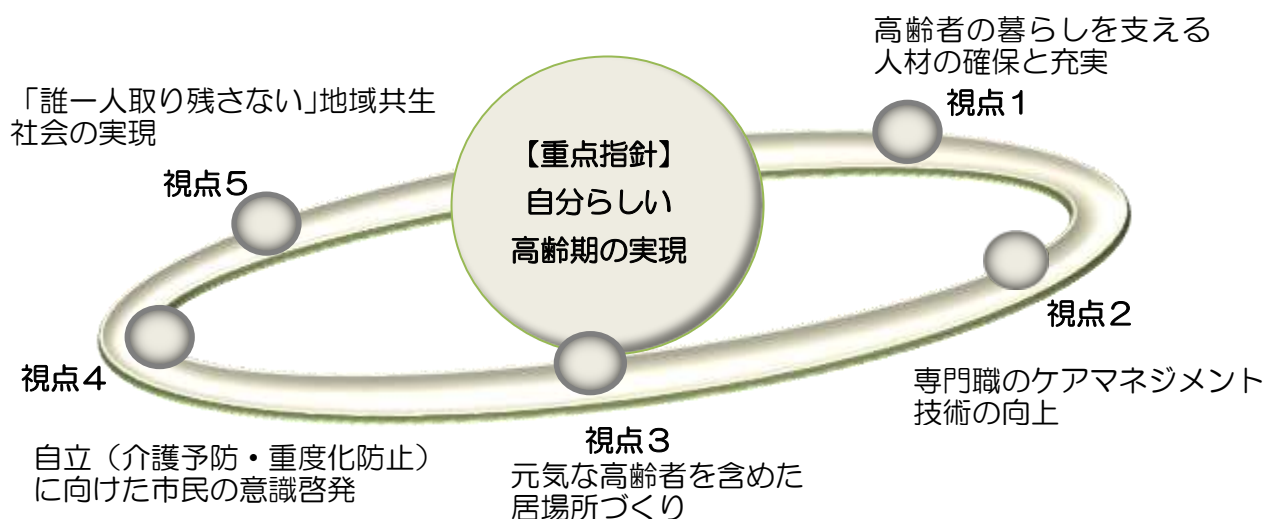 高齢者の暮らしを支える
人材の確保と充実
視点1
「誰一人取り残さない」地域共生
社会の実現
視点5
【重点指針】
自分らしい
高齢期の実現
視点2
専門職のケアマネジメント
技術の向上
視点3
元気な高齢者を含めた
居場所づくり
視点4
自立（介護予防・重度化防止）
に向けた市民の意識啓発